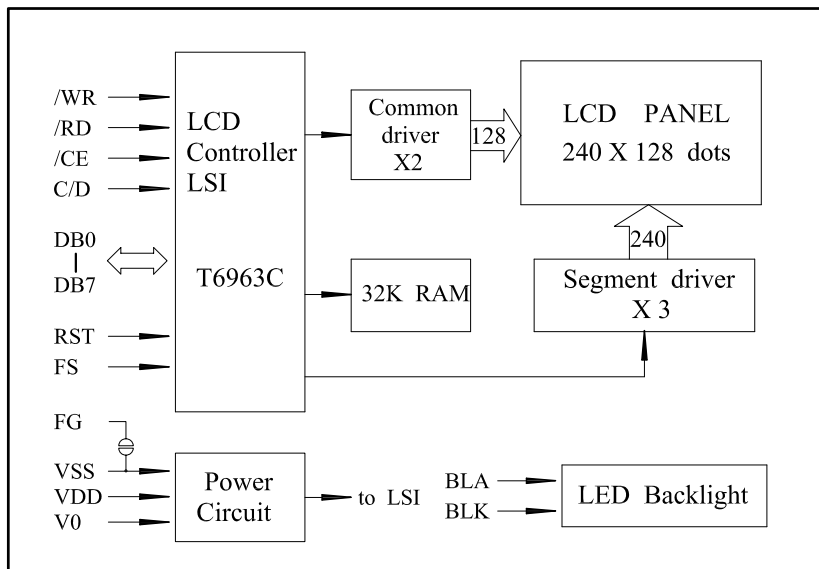 /WR
/RD
/CE
C/D
DB0
DB7
RST
FS
FG
VSS
VDD
V0
LCD
Controller
LSI
T6963C
Common
driver
X2
128
LCD PANEL
240 X 128 dots
240
Segment driver
X 3
32K RAM
Power
Circuit
to LSI
BLA
BLK
LED Backlight